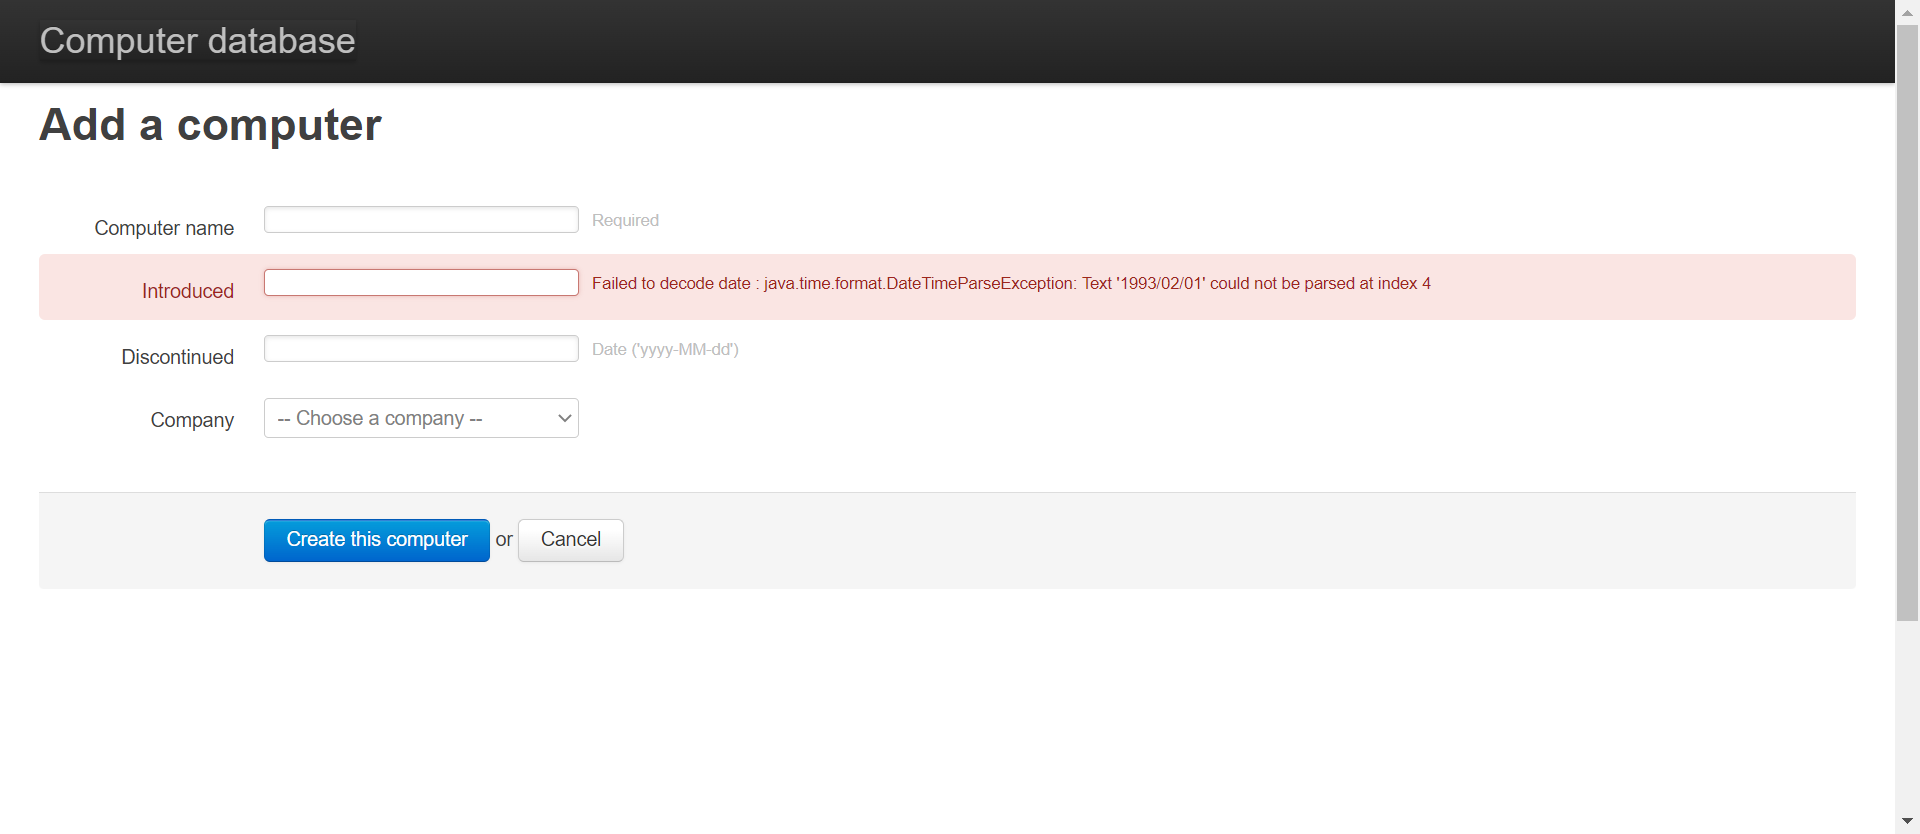 Computer database
Add a computer
Computer name Required
Introduced Failed to decode date : java.time.format.DateTimeParseException: Text '1993/02/01' could not be parsed at index 4
Discontinued Date ('yyyy-MM-dd')
Company -- Choose a company --
Create this computer or Cancel